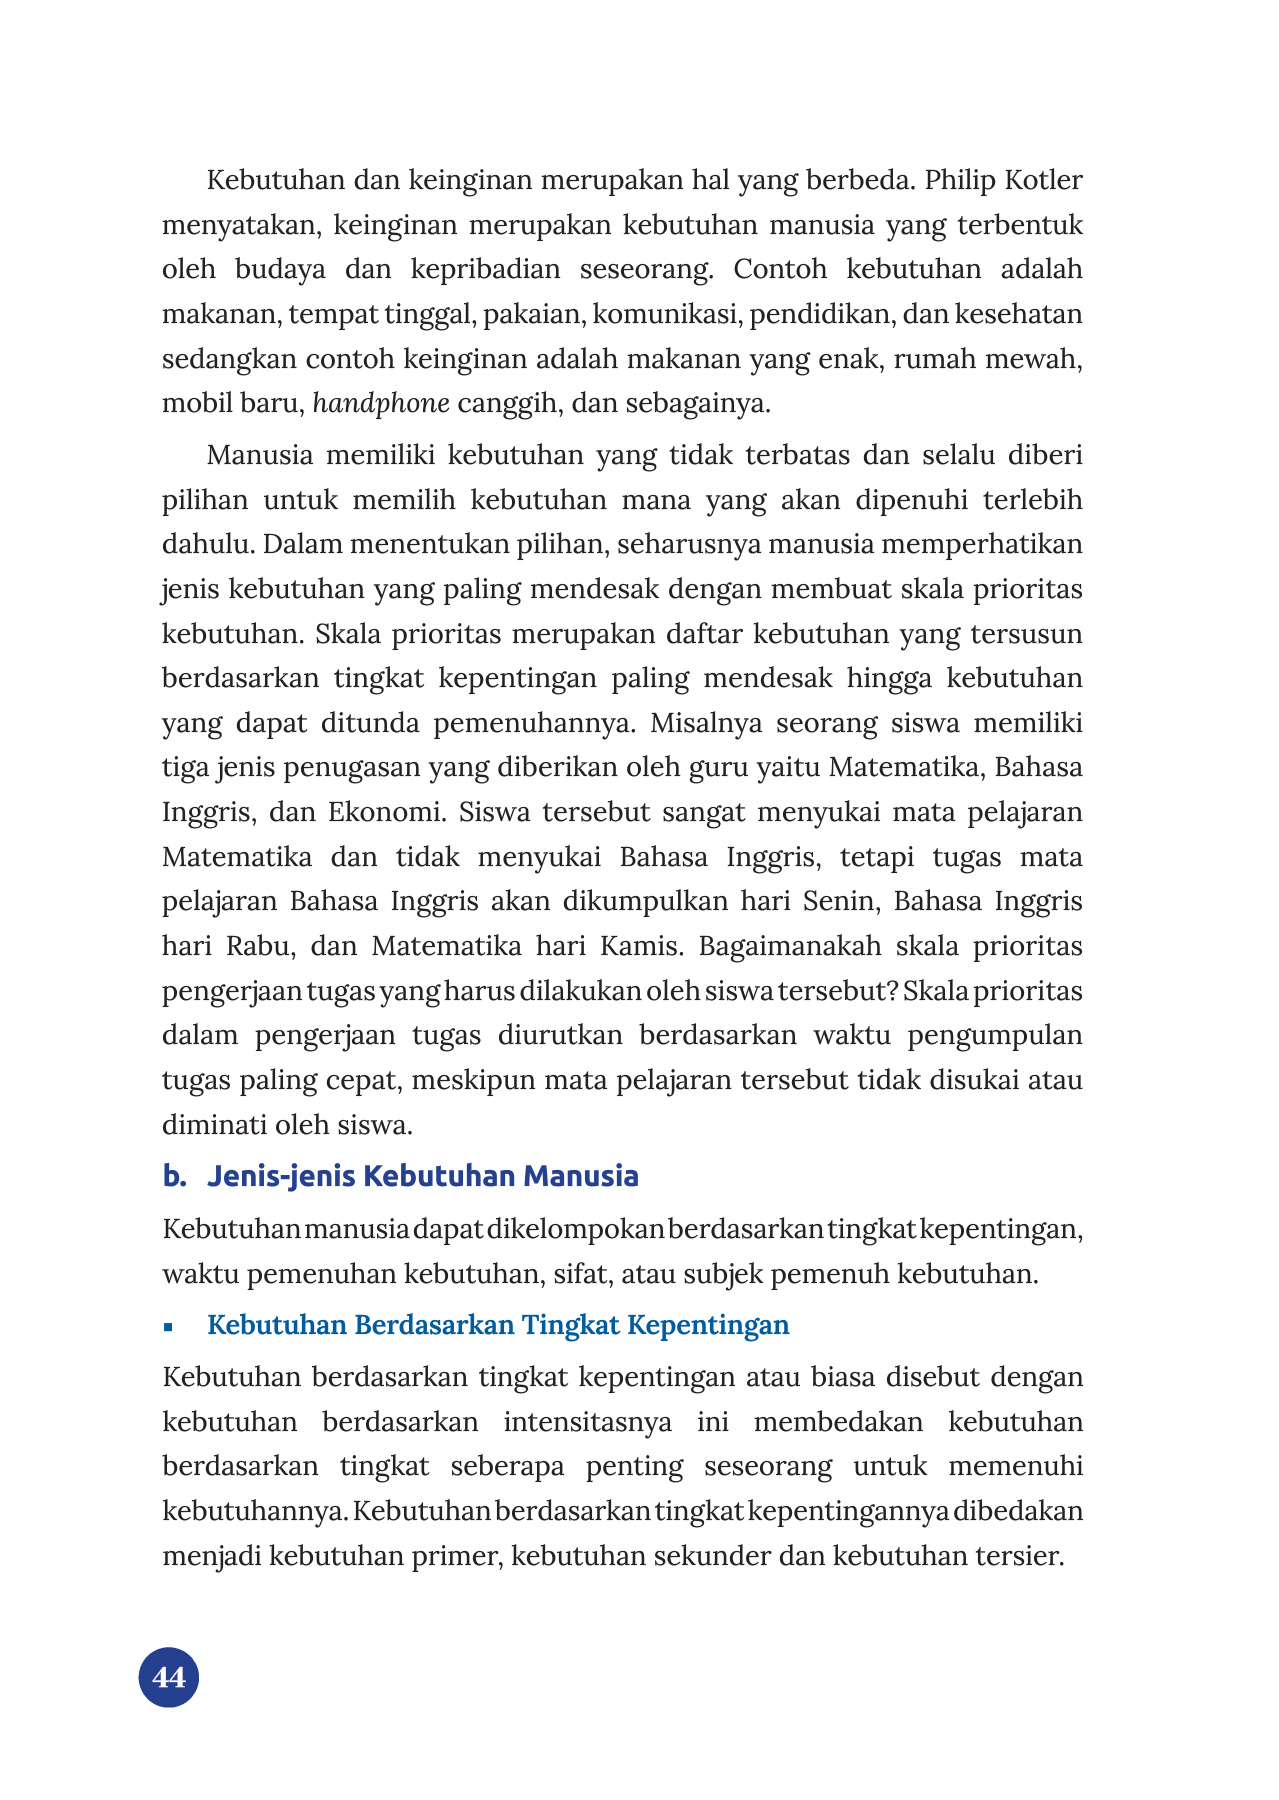 Kebutuhan dan keinginan merupakan hal yang berbeda. Philip Kotler
menyatakan, keinginan merupakan kebutuhan manusia yang terbentuk
oleh budaya dan kepribadian seseorang. Contoh kebutuhan adalah
makanan, tempat tinggal, pakaian, komunikasi, pendidikan, dan kesehatan
sedangkan contoh keinginan adalah makanan yang enak, rumah mewah,
mobil baru, handphone canggih, dan sebagainya.
Manusia memiliki kebutuhan yang tidak terbatas dan selalu diberi
pilihan untuk memilih kebutuhan mana yang akan dipenuhi terlebih
dahulu. Dalam menentukan pilihan, seharusnya manusia memperhatikan
jenis kebutuhan yang paling mendesak dengan membuat skala prioritas
kebutuhan. Skala prioritas merupakan daftar kebutuhan yang tersusun
berdasarkan tingkat kepentingan paling mendesak hingga kebutuhan
yang dapat ditunda pemenuhannya. Misalnya seorang siswa memiliki
tiga jenis penugasan yang diberikan oleh guru yaitu Matematika, Bahasa
Inggris, dan Ekonomi. Siswa tersebut sangat menyukai mata pelajaran
Matematika dan tidak menyukai Bahasa Inggris, tetapi tugas mata
pelajaran Bahasa Inggris akan dikumpulkan hari Senin, Bahasa Inggris
hari Rabu, dan Matematika hari Kamis. Bagaimanakah skala prioritas
pengerjaan tugas yang harus dilakukan oleh siswa tersebut? Skala prioritas
dalam pengerjaan tugas diurutkan berdasarkan waktu pengumpulan
tugas paling cepat, meskipun mata pelajaran tersebut tidak disukai atau
diminati oleh siswa.
b. Jenis-jenis Kebutuhan Manusia
Kebutuhan manusia dapat dikelompokan berdasarkan tingkat kepentingan,
waktu pemenuhan kebutuhan, sifat, atau subjek pemenuh kebutuhan.
▪ Kebutuhan Berdasarkan Tingkat Kepentingan
Kebutuhan berdasarkan tingkat kepentingan atau biasa disebut dengan
kebutuhan berdasarkan intensitasnya ini membedakan kebutuhan
berdasarkan tingkat seberapa penting seseorang untuk memenuhi
kebutuhannya. Kebutuhan berdasarkan tingkat kepentingannya dibedakan
menjadi kebutuhan primer, kebutuhan sekunder dan kebutuhan tersier.
44